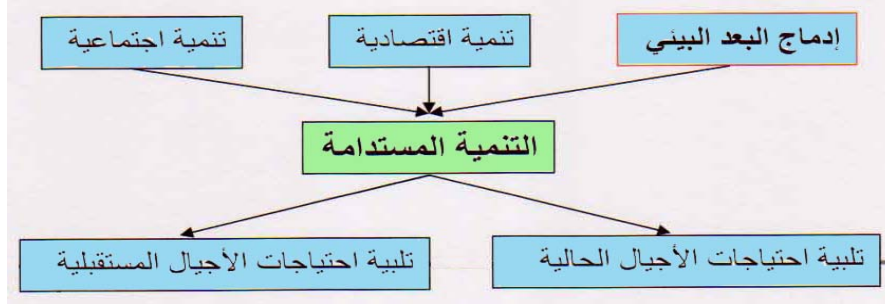 إدماج البعد البيئي
تنمية اقتصادية
تنمية اجتماعية
التنمية المستدامة
تلبية احتياجات الأجيال الحالية
تلبية احتياجات الأجيال المستقبلية